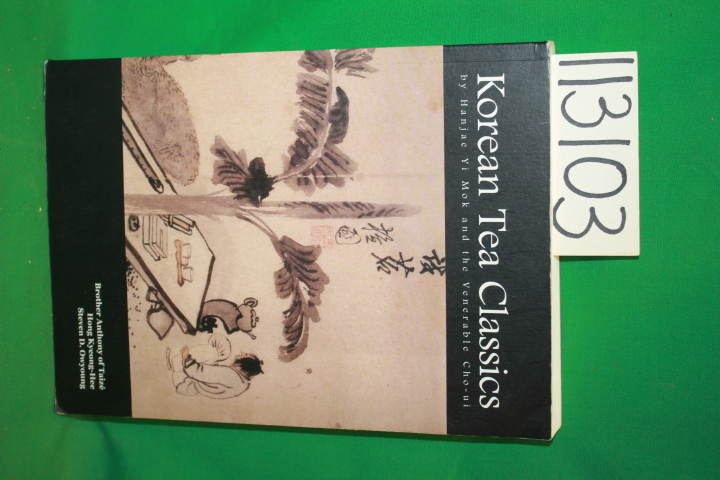 Korean Tea Classics
by Hanjae Yi Mok and the Venerable Cho-ui
Brother Anthony of Taizé
Hong Kyeong-Hee
Steven D. Owyoung
113103